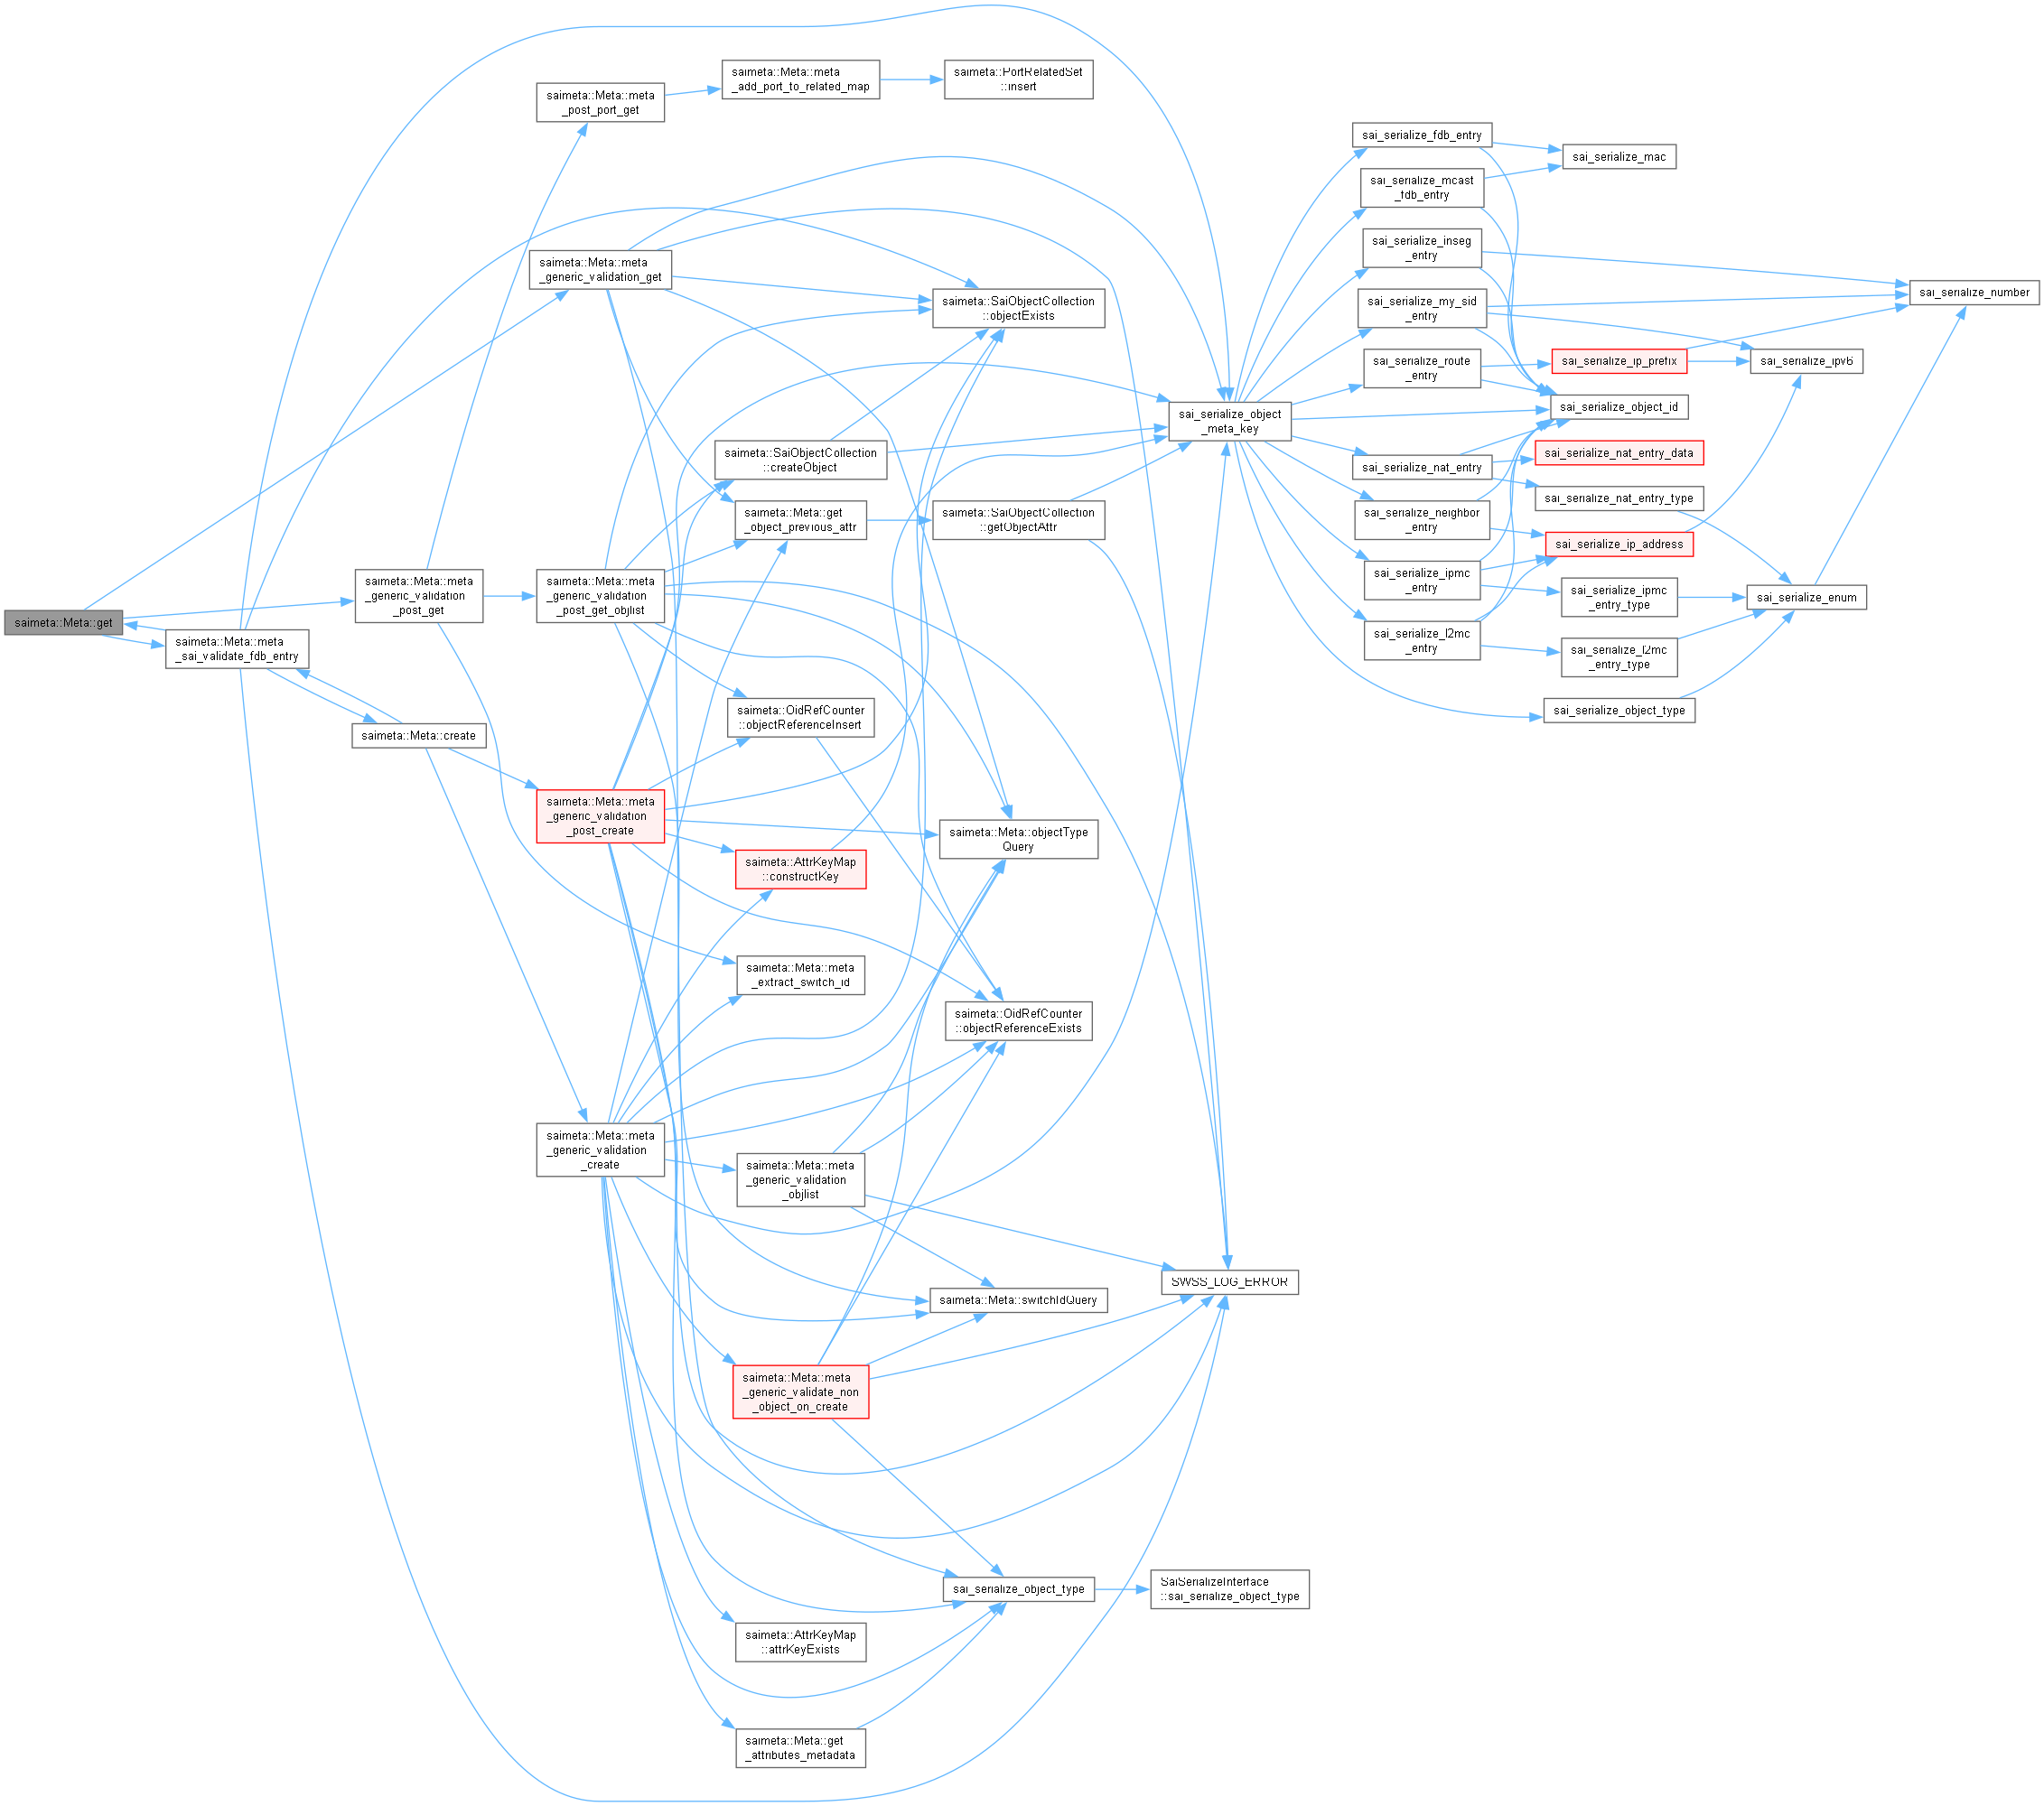 saimeta::Meta::get
saimeta::Meta::meta
_sai_validate_fdb_entry
saimeta::Meta::meta
_generic_validation
_post_get
saimeta::Meta::create
saimeta::Meta::meta
_post_port_get
saimeta::Meta::meta
_generic_validation_get
saimeta::Meta::meta
_generic_validation
_post_get_objlist
saimeta::Meta::meta
_generic_validation
_post_create
saimeta::Meta::meta
_generic_validation
_create
saimeta::Meta::meta
_add_port_to_related_map
saimeta::SaiObjectCollection
::createObject
saimeta::Meta::get
_object_previous_attr
saimeta::OidRefCounter
::objectReferenceInsert
saimeta::AttrKeyMap
::constructKey
saimeta::Meta::meta
_extract_switch_id
saimeta::Meta::meta
_generic_validation
_objlist
saimeta::Meta::meta
_generic_validate_non
_object_on_create
saimeta::AttrKeyMap
::attrKeyExists
saimeta::Meta::get
_attributes_metadata
saimeta::PortRelatedSet
::insert
saimeta::SaiObjectCollection
::objectExists
saimeta::SaiObjectCollection
::getObjectAttr
saimeta::Meta::objectType
Query
saimeta::OidRefCounter
::objectReferenceExists
saimeta::Meta::switchIdQuery
sai_serialize_object_type
sai_serialize_object
_meta_key
SWSS_LOG_ERROR
SaiSerializeInterface
::sai_serialize_object_type
sai_serialize_fdb_entry
sai_serialize_mcast
_fdb_entry
sai_serialize_inseg
_entry
sai_serialize_my_sid
_entry
sai_serialize_route
_entry
sai_serialize_nat_entry
sai_serialize_neighbor
_entry
sai_serialize_ipmc
_entry
sai_serialize_l2mc
_entry
sai_serialize_mac
sai_serialize_ip_prefix
sai_serialize_object_id
sai_serialize_nat_entry_data
sai_serialize_nat_entry_type
sai_serialize_ip_address
sai_serialize_ipmc
_entry_type
sai_serialize_l2mc
_entry_type
sai_serialize_object_type
sai_serialize_ipv6
sai_serialize_enum
sai_serialize_number